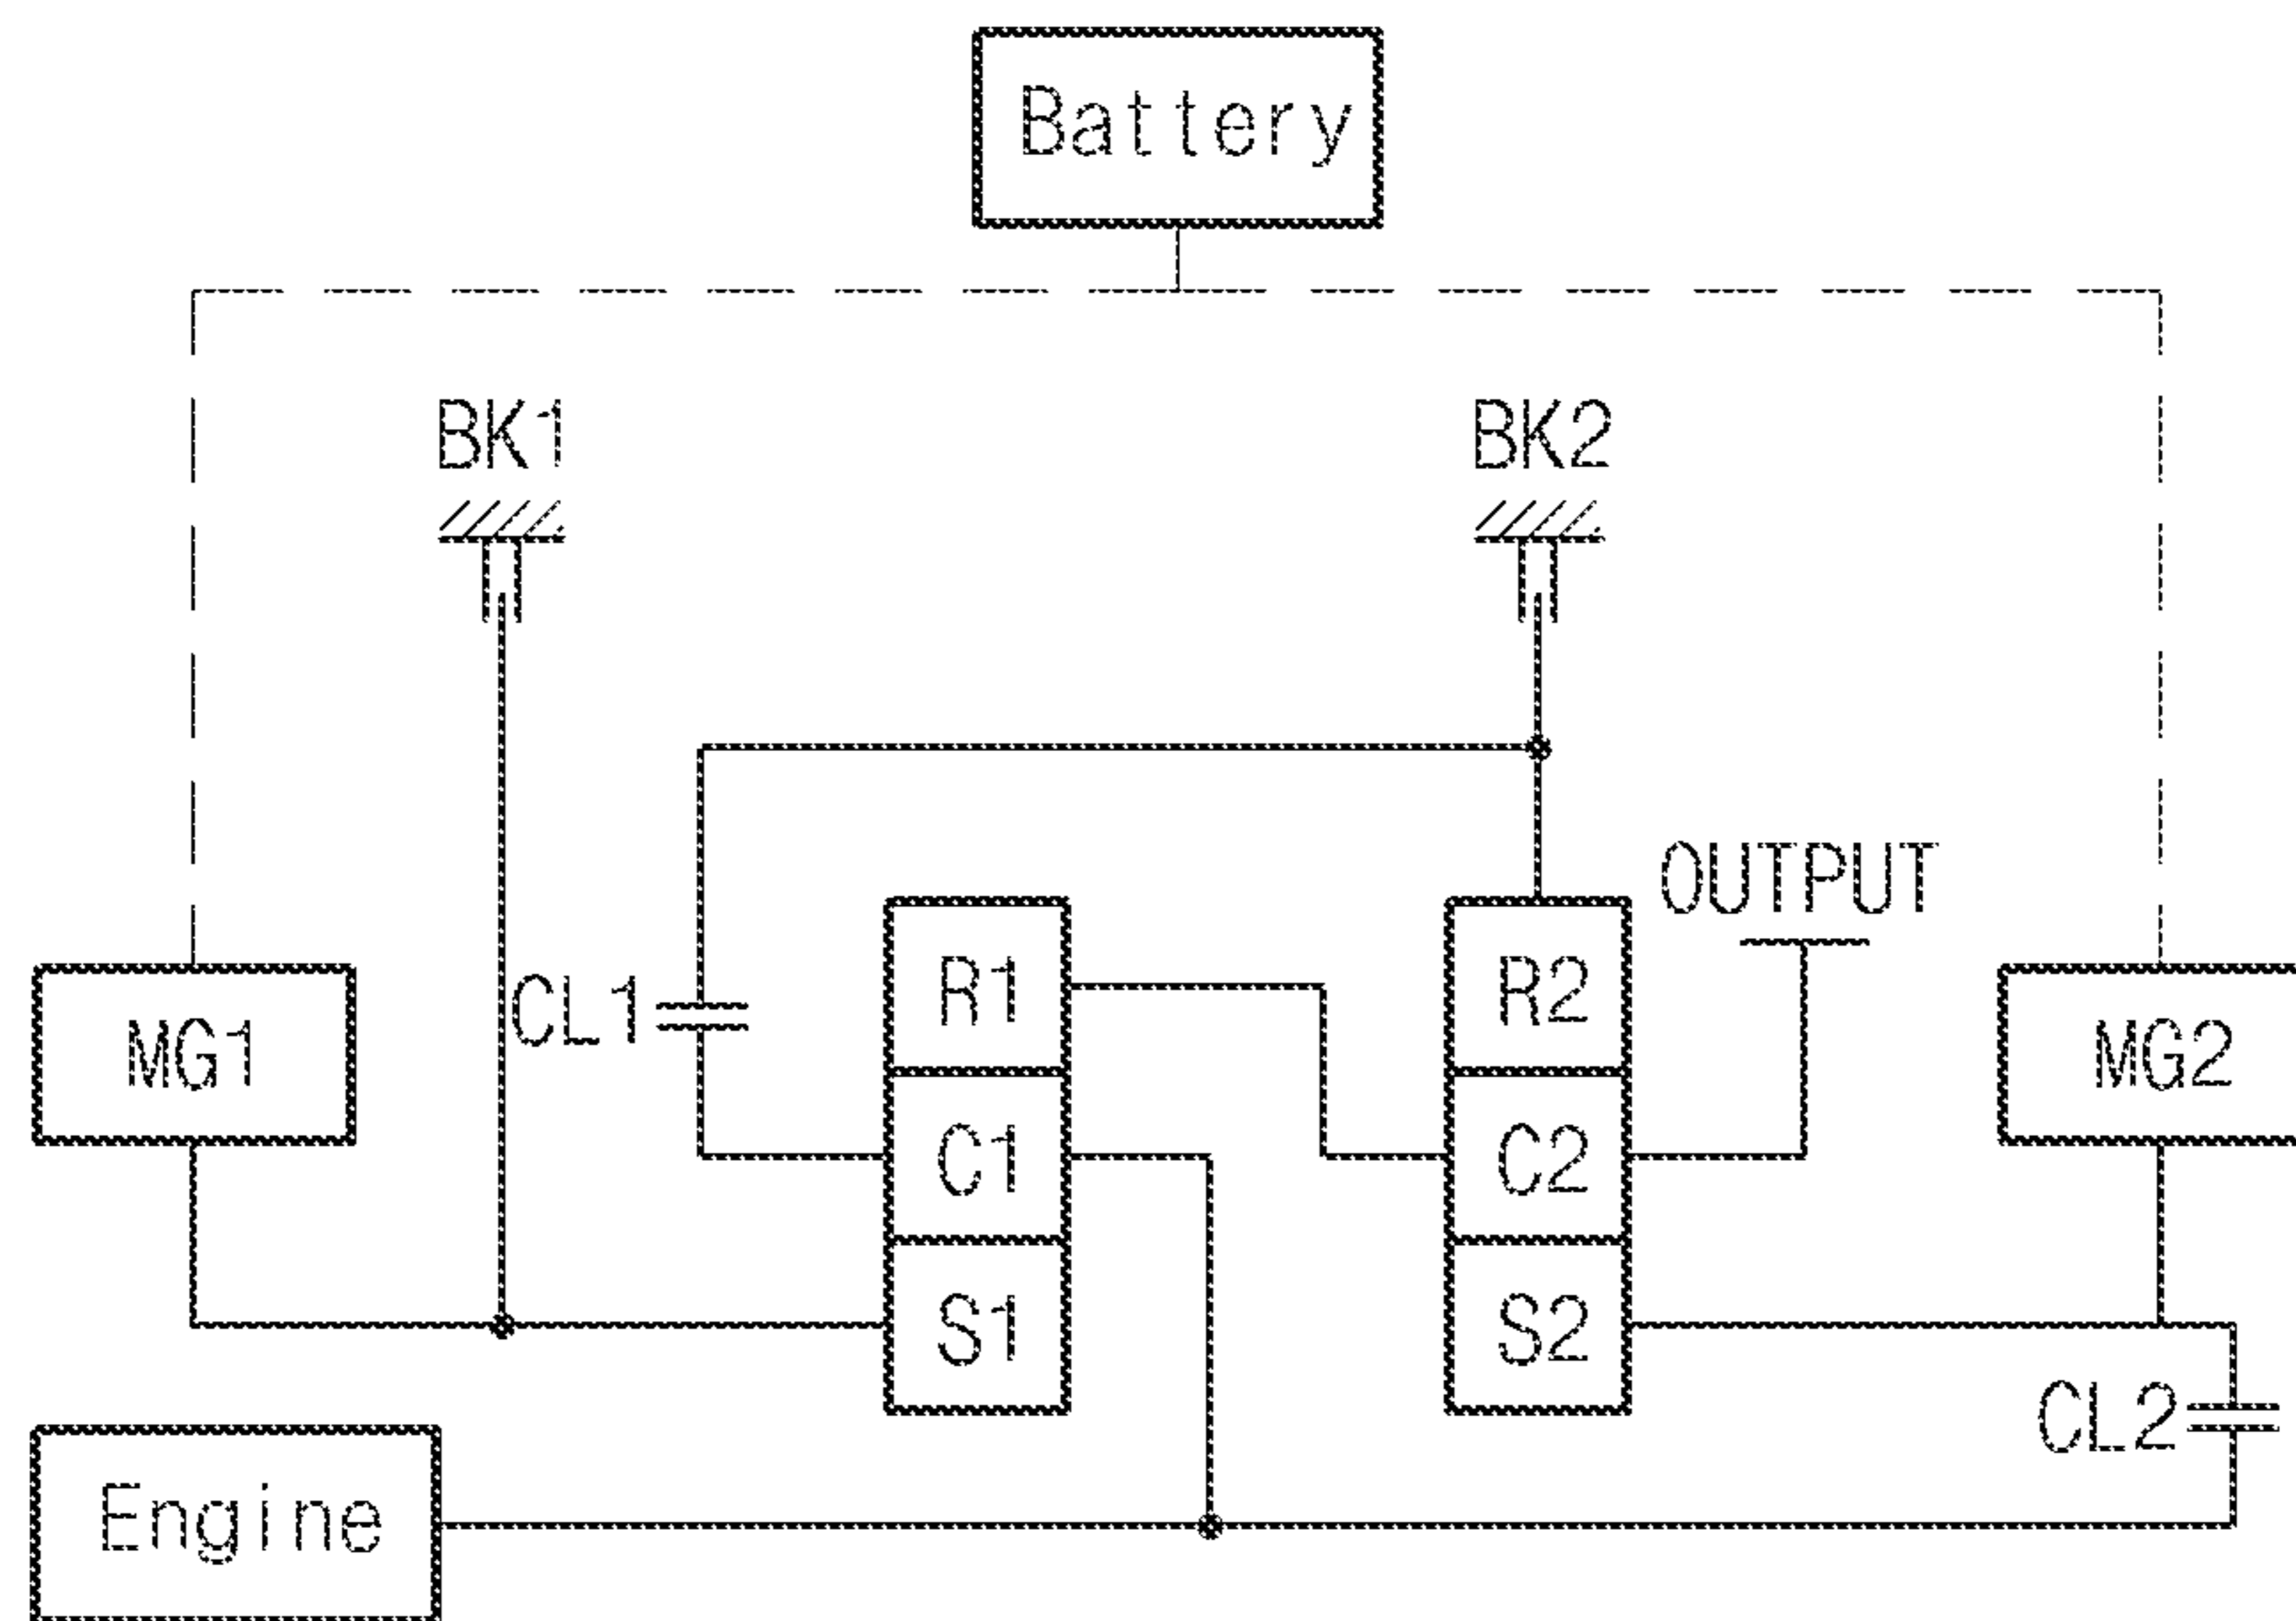 Battery
BK1
BK2
OUTPUT
CL1
R1
R2
MG1
MG2
C1
C2
S1
S2
CL2
Engine